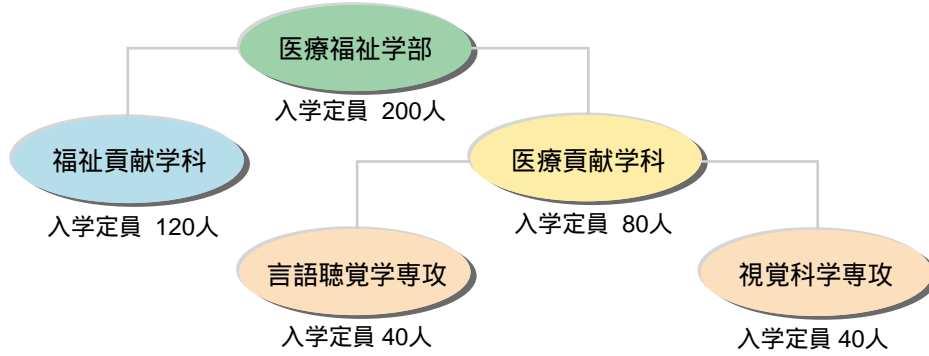 医療福祉学部
入学定員 200人
福祉貢献学科
入学定員 120人
医療貢献学科
入学定員 80人
言語聴覚学専攻
入学定員 40人
視覚科学専攻
入学定員 40人